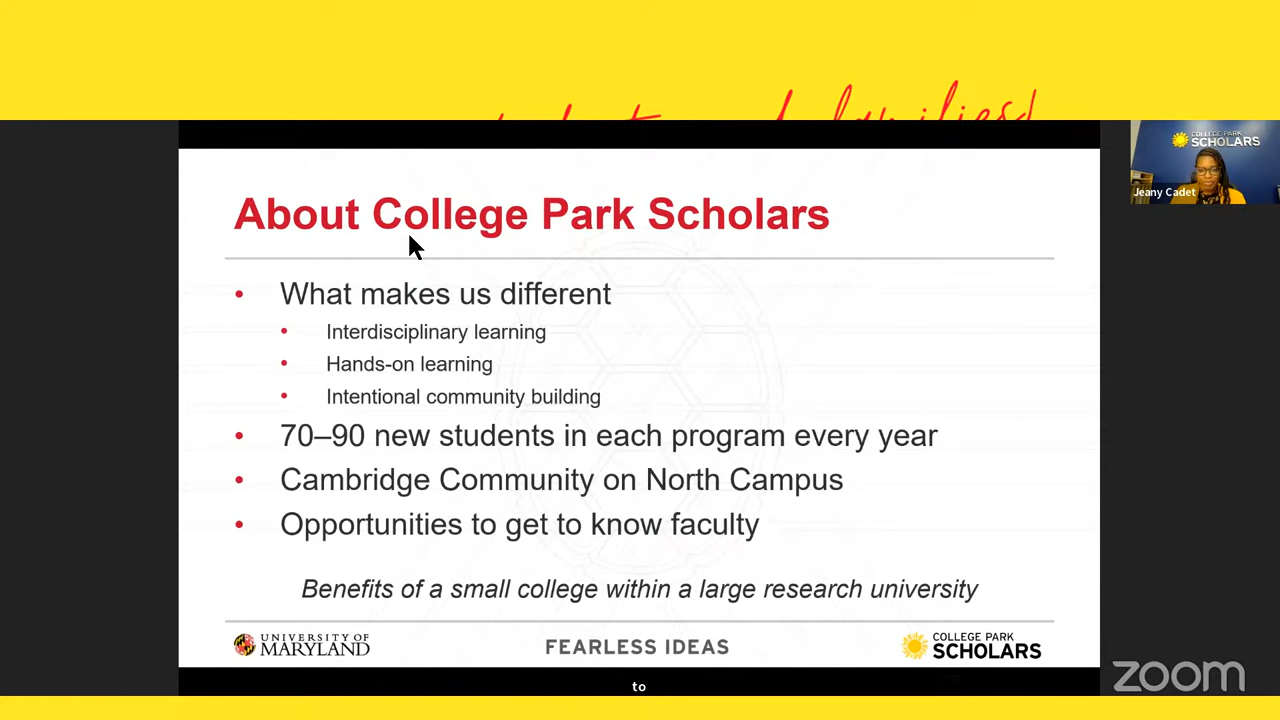 families!
COLLEGE PARK
SCHOLARS
Jeany Cadet
About College Park Scholars
• What makes us different
• Interdisciplinary learning
• Hands-on learning
• Intentional community building
• 70–90 new students in each program every year
• Cambridge Community on North Campus
• Opportunities to get to know faculty
Benefits of a small college within a large research university
UNIVERSITY OF
MARYLAND
FEARLESS IDEAS
COLLEGE PARK
SCHOLARS
to
zoom